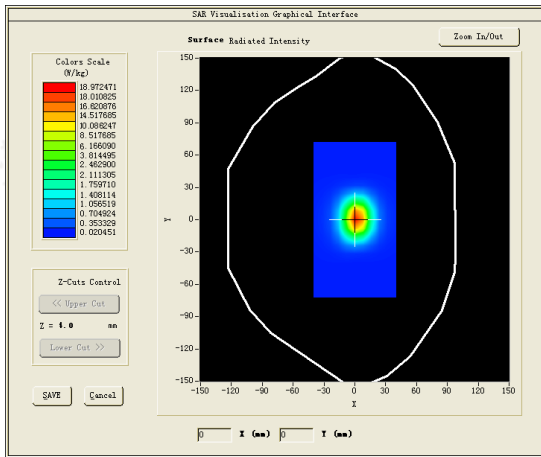 SAR Visualisation Graphical Interface
Surface Radiated Intensity
Zoom In/Out
Colors Scale
(W/kg)
18.972471
18.010825
16.620876
14.517685
10.086247
8.517685
6.166090
3.814495
2.462900
2.111305
1.759710
1.408114
1.056519
0.704924
0.353329
0.020451
150
120
90
60
30
0
-30
-60
-90
-120
-150
Y
-150 -120 -90 -60 -30 0 30 60 90 120 150
X
Z-Cuts Control
<< Upper Cut
Z = 4.0 mm
Lower Cut >>
SAVE Cancel
0 X (mm) 0 Y (mm)